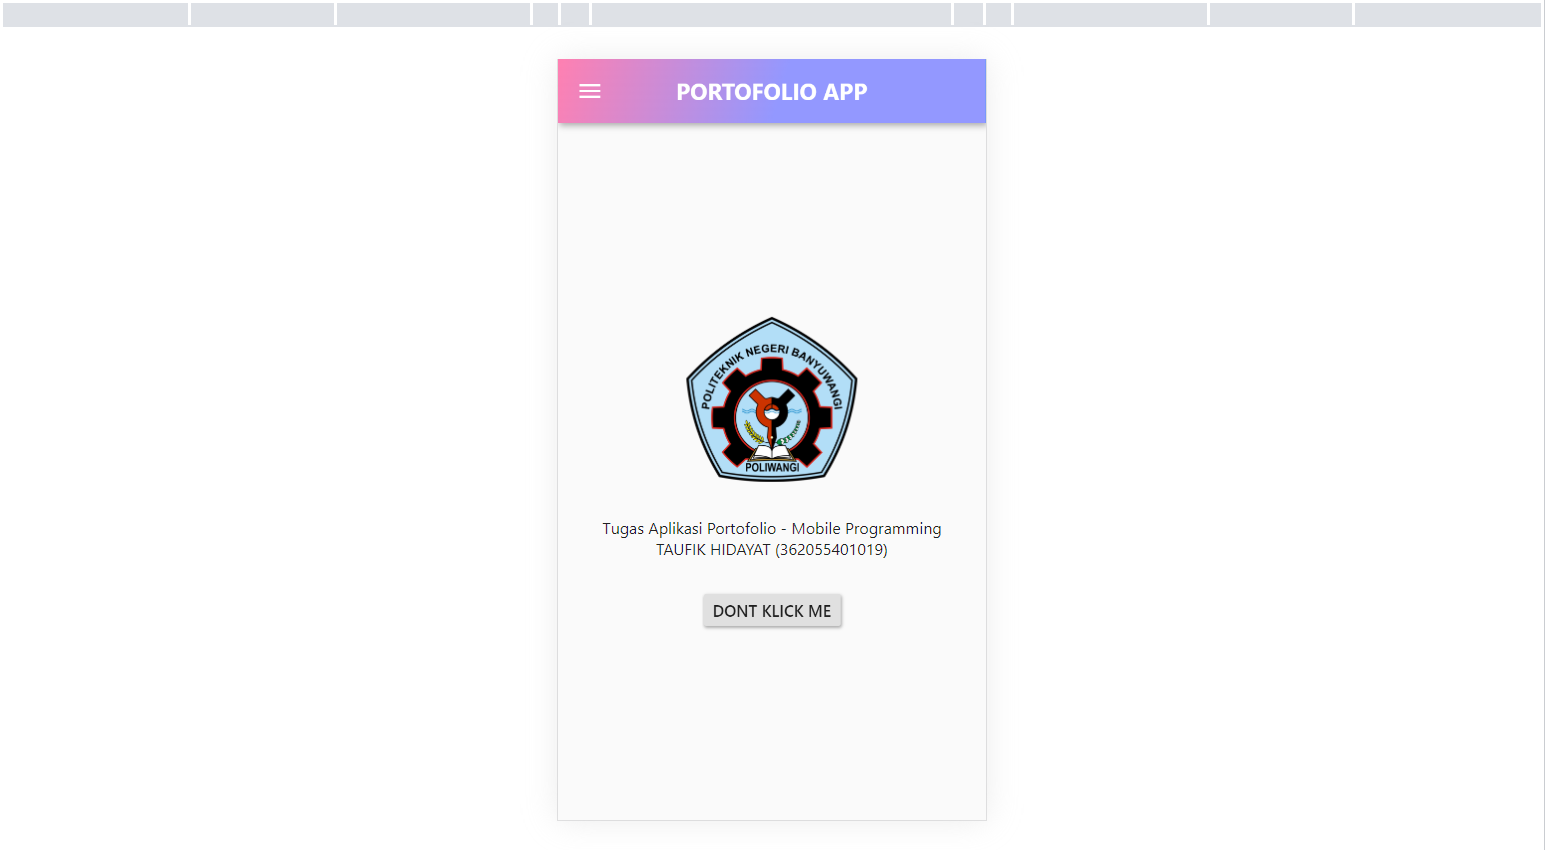 PORTOFOLIO APP
POLITEKNIK NEGERI BANYUWANGI
POLIWANGI
Tugas Aplikasi Portofolio - Mobile Programming
TAUFIK HIDAYAT (362055401019)
DONT KLICK ME